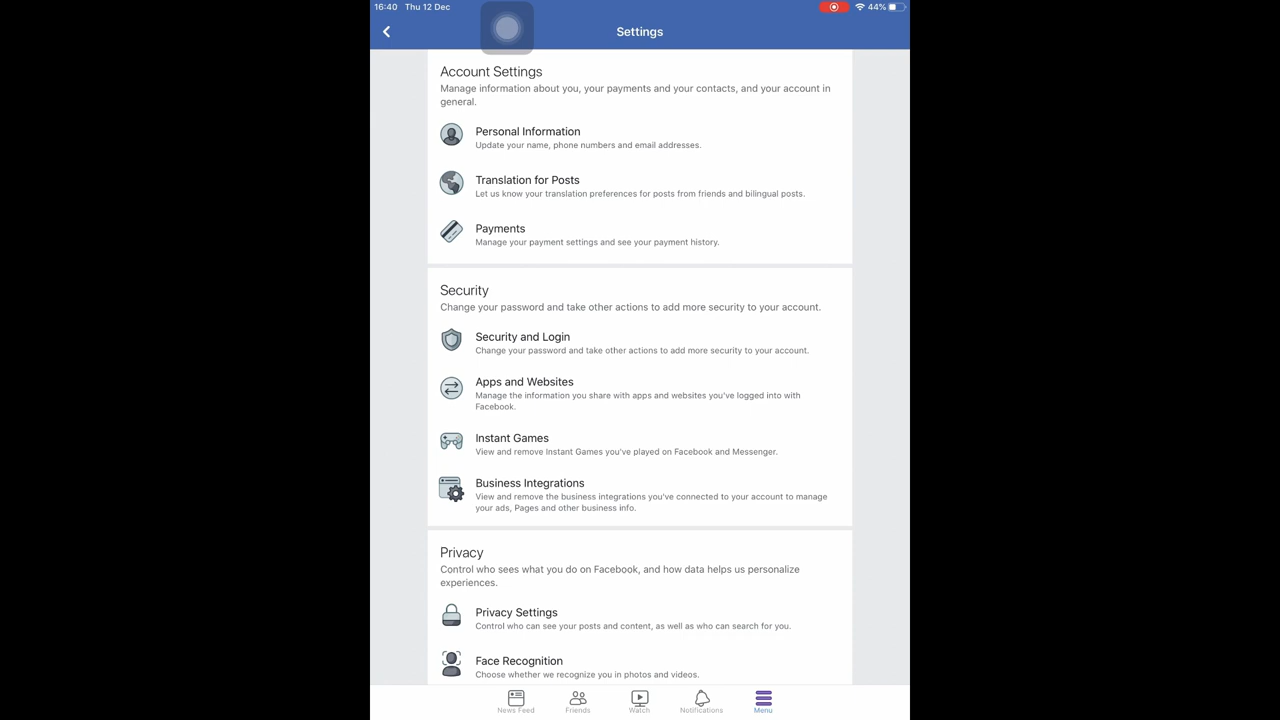 16:40 Thu 12 Dec
44%
Settings
Account Settings
Manage information about you, your payments and your contacts, and your account in
general.
Personal Information
Update your name, phone numbers and email addresses.
Translation for Posts
Let us know your translation preferences for posts from friends and bilingual posts.
Payments
Manage your payment settings and see your payment history.
Security
Change your password and take other actions to add more security to your account.
Security and Login
Change your password and take other actions to add more security to your account.
Apps and Websites
Manage the information you share with apps and websites you've logged into with
Facebook.
Instant Games
View and remove Instant Games you've played on Facebook and Messenger.
Business Integrations
View and remove the business integrations you've connected to your account to manage
your ads, Pages and other business info.
Privacy
Control who sees what you do on Facebook, and how data helps us personalize
experiences.
Privacy Settings
Control who can see your posts and content, as well as who can search for you.
Face Recognition
Choose whether we recognize you in photos and videos.
News Feed
Friends
Watch
Notifications
Menu